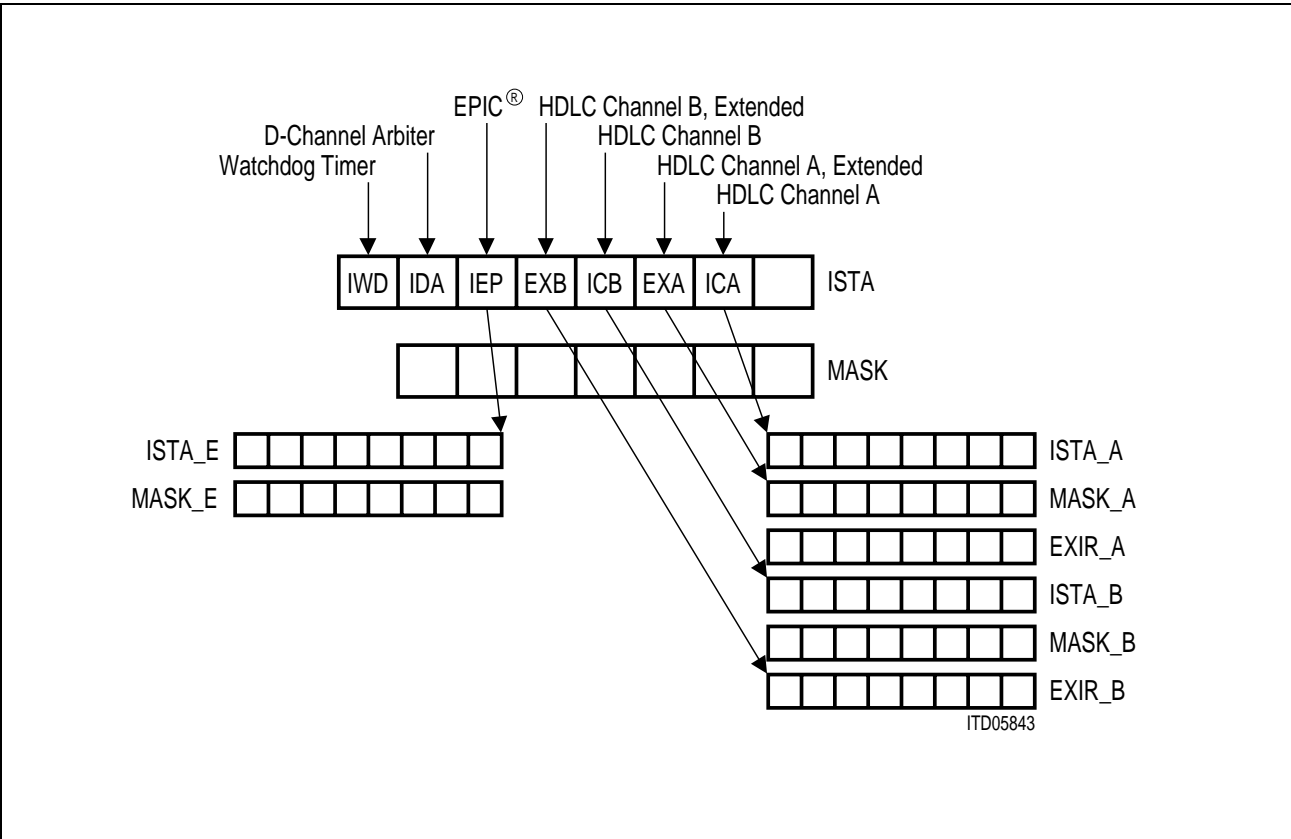 EPIC® HDLC Channel B, Extended
D-Channel Arbiter HDLC Channel B
Watchdog Timer HDLC Channel A, Extended
HDLC Channel A
IWD IDA IEP EXB ICB EXA ICA ISTA
MASK
ISTA_E ISTA_A
MASK_E MASK_A
EXIR_A
ISTA_B
MASK_B
EXIR_B
ITD05843